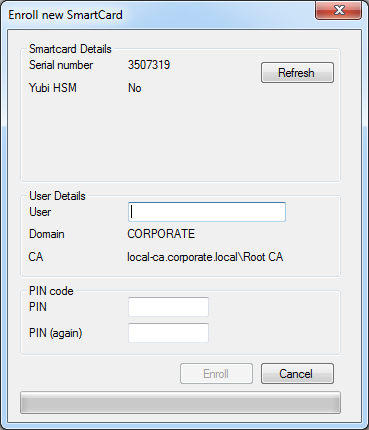 Enroll new SmartCard
Smartcard Details
Serial number 3507319
Refresh
Yubi HSM No
User Details
User
Domain CORPORATE
CA local-ca.corporate.local\Root CA
PIN code
PIN
PIN (again)
Enroll Cancel